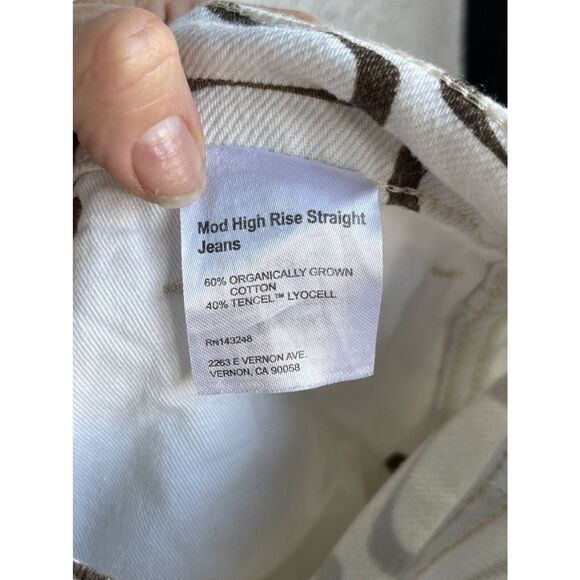 Mod High Rise Straight
Jeans
60% ORGANICALLY GROWN
COTTON
40% TENCEL™ LYOCELL
RN143248
2263 E VERNON AVE.
VERNON, CA 90058